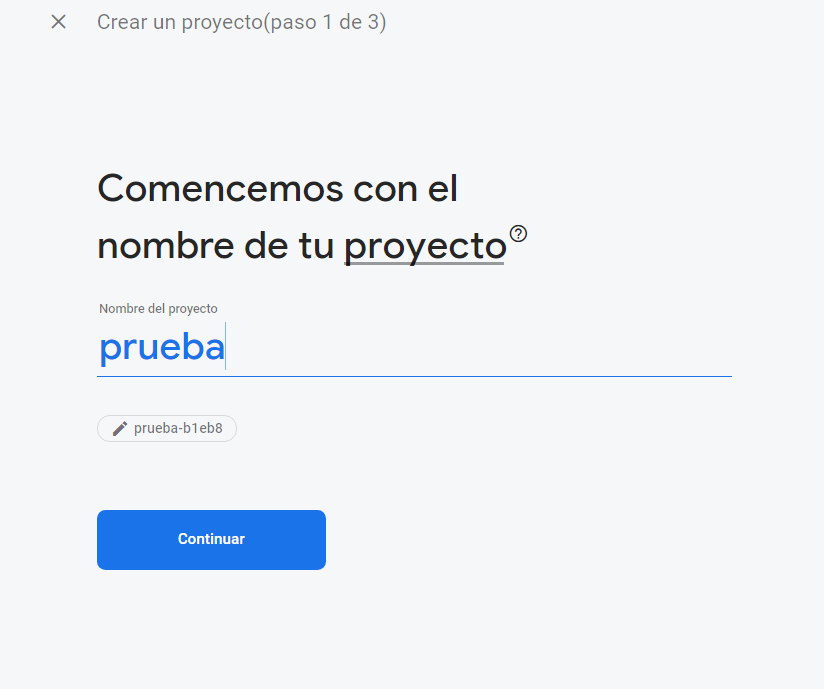 Crear un proyecto(paso 1 de 3)
Comencemos con el
nombre de tu proyecto
Nombre del proyecto
prueba
prueba-b1eb8
Continuar